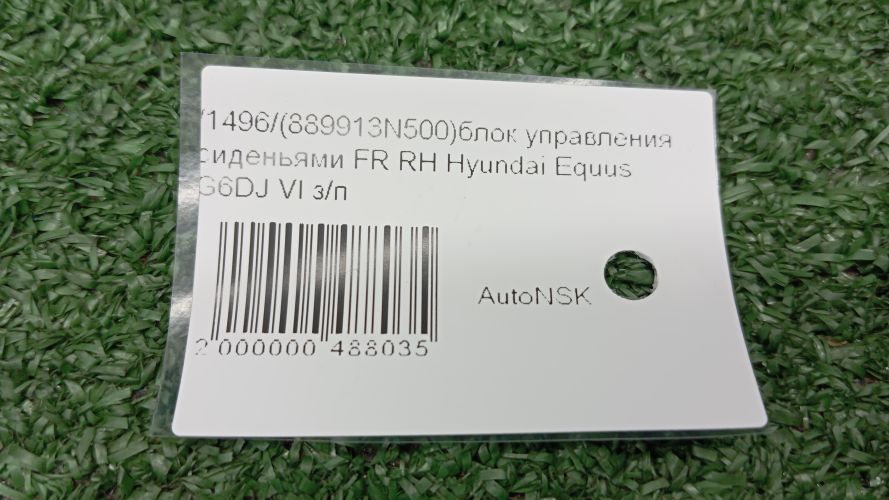 /1496/(889913N500)блок управления
сиденьями FR RH Hyundai Equus
G6DJ VI з/п
AutoNSK
2 000000 488035